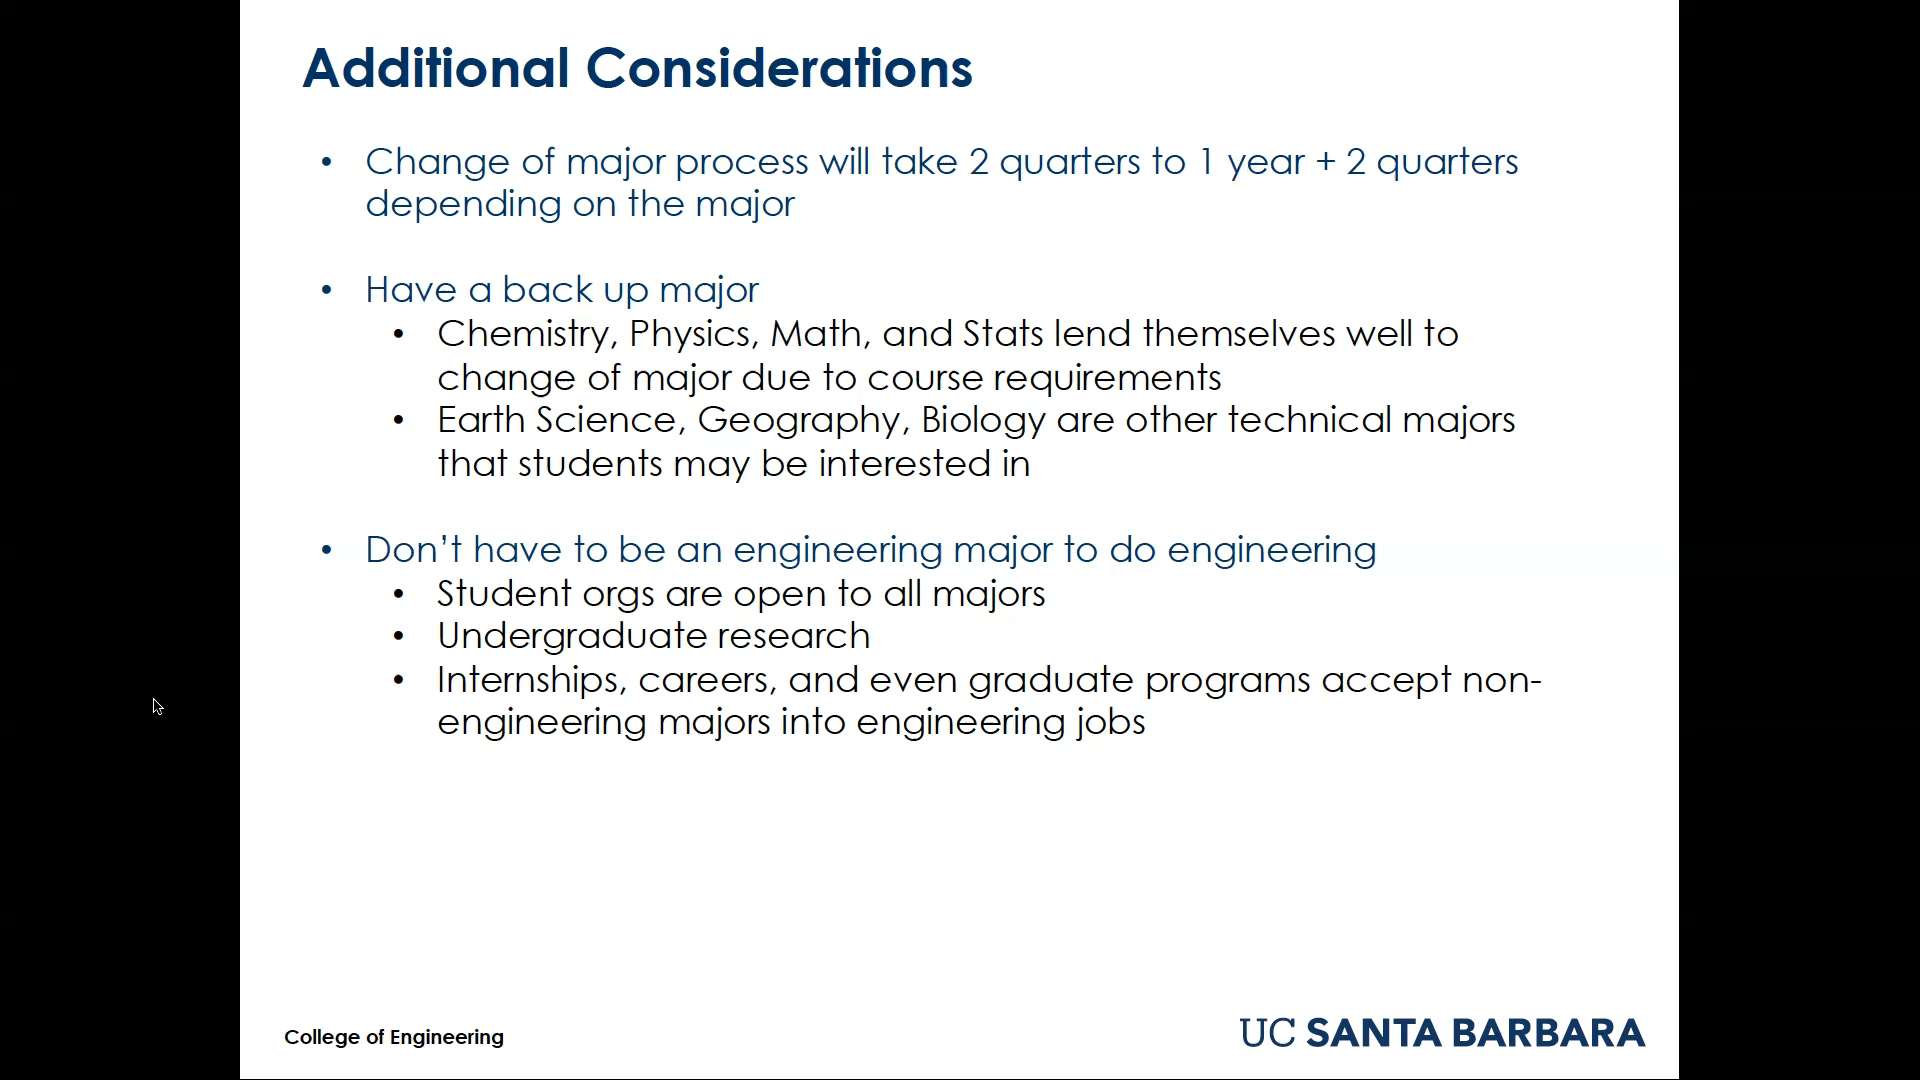 Additional Considerations
• Change of major process will take 2 quarters to 1 year + 2 quarters
depending on the major
• Have a back up major
• Chemistry, Physics, Math, and Stats lend themselves well to
change of major due to course requirements
• Earth Science, Geography, Biology are other technical majors
that students may be interested in
• Don’t have to be an engineering major to do engineering
• Student orgs are open to all majors
• Undergraduate research
• Internships, careers, and even graduate programs accept non-
engineering majors into engineering jobs
College of Engineering
UC SANTA BARBARA